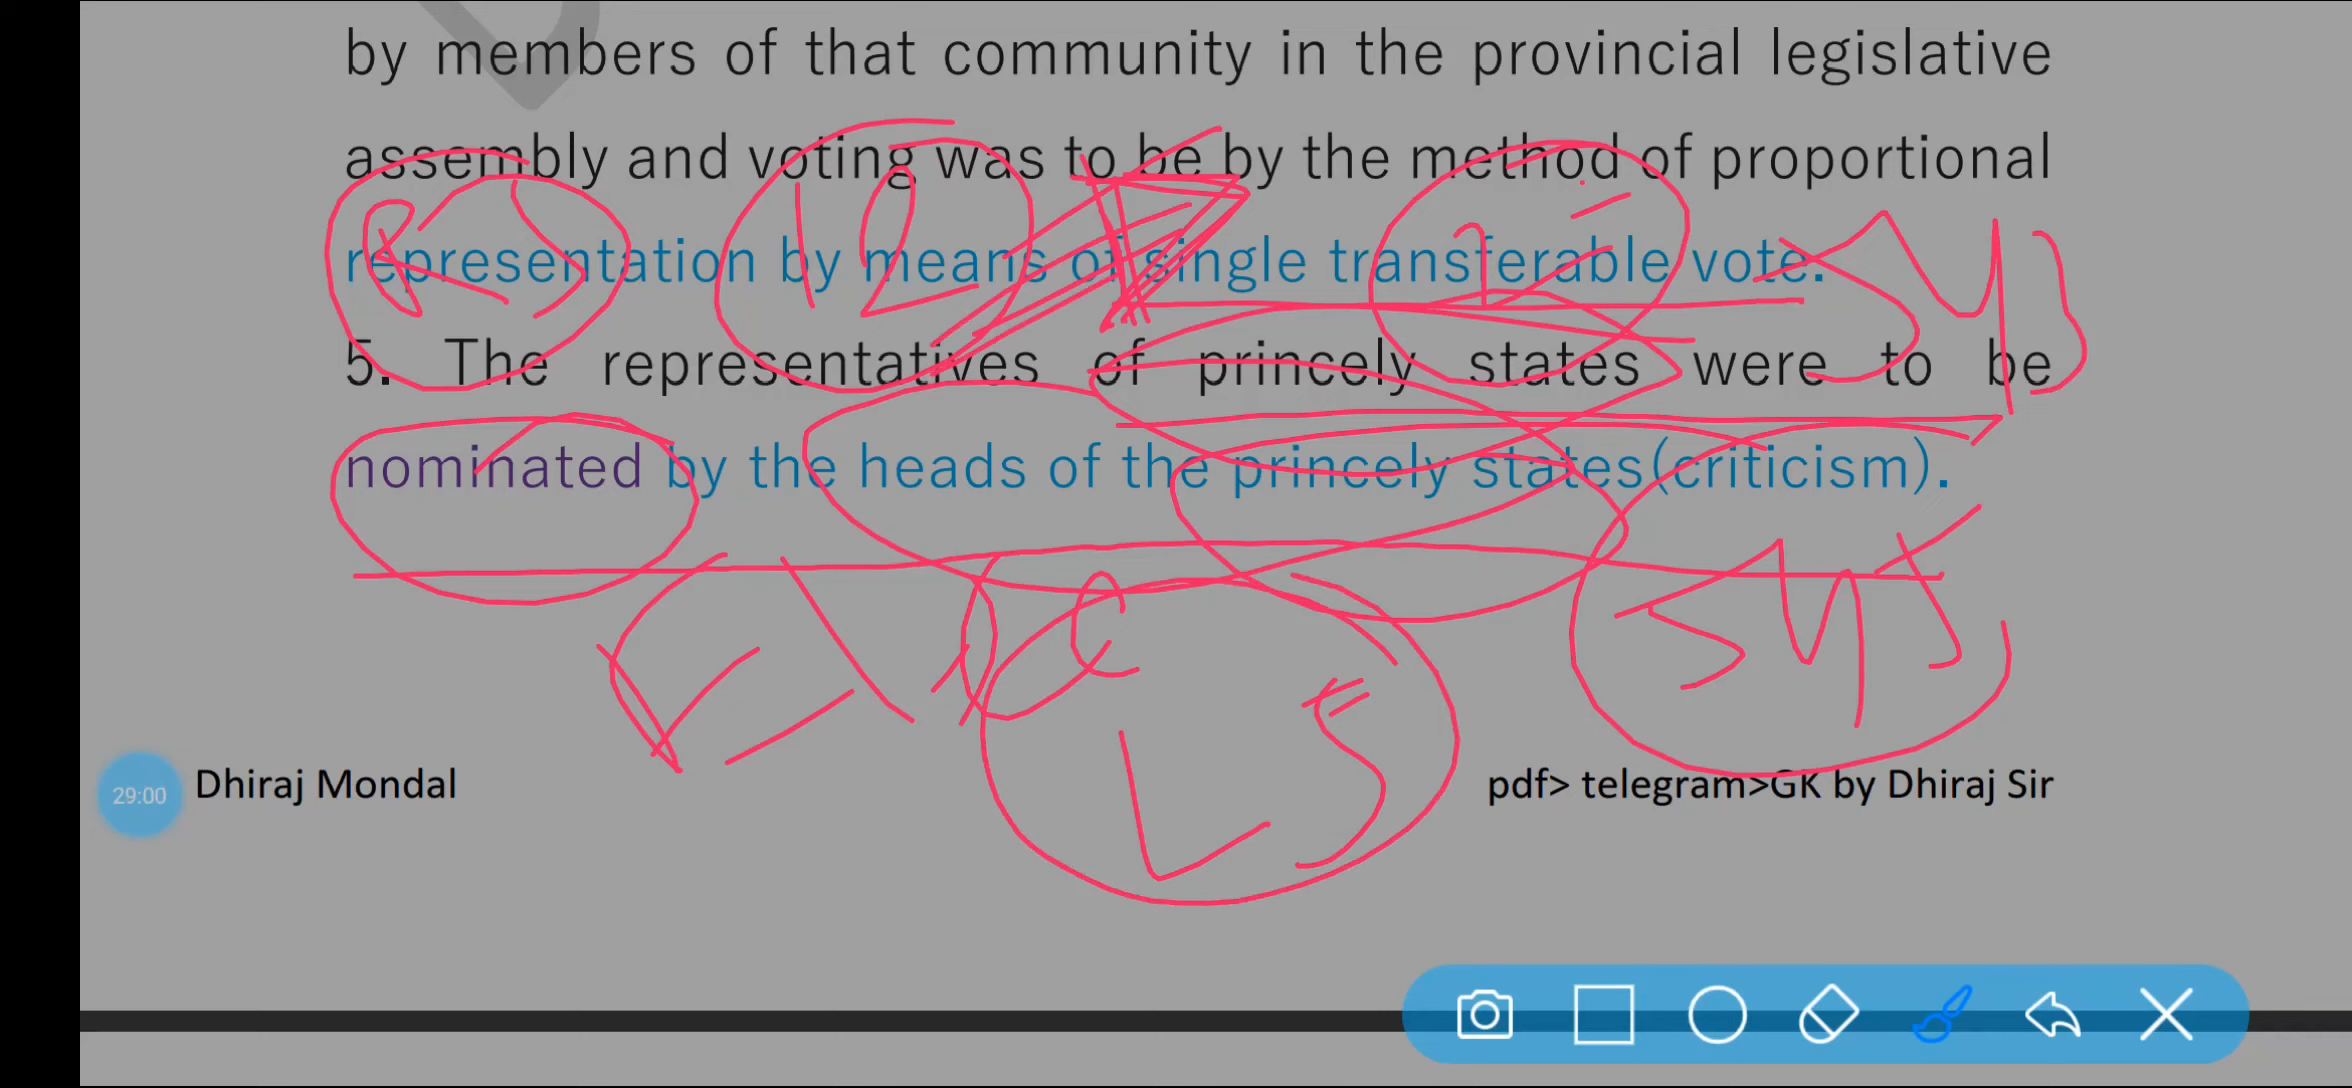 by members of that community in the provincial legislative
assembly and voting was to be by the method of proportional
representation by means of single transferable vote.
5. The representatives of princely states were to be
nominated by the heads of the princely states(criticism).
29:00 Dhiraj Mondal
pdf> telegram>GK by Dhiraj Sir